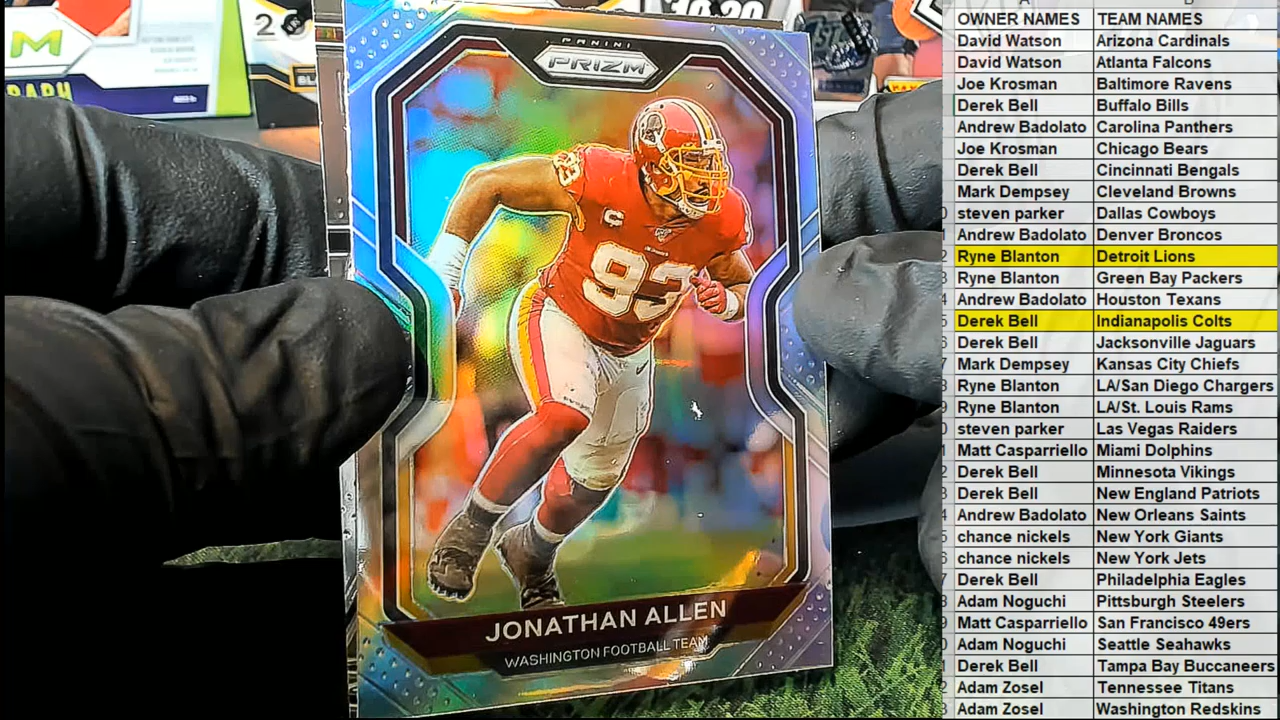 M
RAPH
2
10.20
PANINI
PRIZM
93
C
93
JONATHAN ALLEN
WASHINGTON FOOTBALL TEAM
OWNER NAMES TEAM NAMES
David Watson Arizona Cardinals
David Watson Atlanta Falcons
Joe Krosman Baltimore Ravens
Derek Bell Buffalo Bills
Andrew Badolato Carolina Panthers
Joe Krosman Chicago Bears
Derek Bell Cincinnati Bengals
Mark Dempsey Cleveland Browns
steven parker Dallas Cowboys
Andrew Badolato Denver Broncos
Ryne Blanton Detroit Lions
Ryne Blanton Green Bay Packers
Andrew Badolato Houston Texans
Derek Bell Indianapolis Colts
Derek Bell Jacksonville Jaguars
Mark Dempsey Kansas City Chiefs
Ryne Blanton LA/San Diego Chargers
Ryne Blanton LA/St. Louis Rams
steven parker Las Vegas Raiders
Matt Casparriello Miami Dolphins
Derek Bell Minnesota Vikings
Derek Bell New England Patriots
Andrew Badolato New Orleans Saints
chance nickels New York Giants
chance nickels New York Jets
Derek Bell Philadelphia Eagles
Adam Noguchi Pittsburgh Steelers
Matt Casparriello San Francisco 49ers
Adam Noguchi Seattle Seahawks
Derek Bell Tampa Bay Buccaneers
Adam Zosel Tennessee Titans
Adam Zosel Washington Redskins